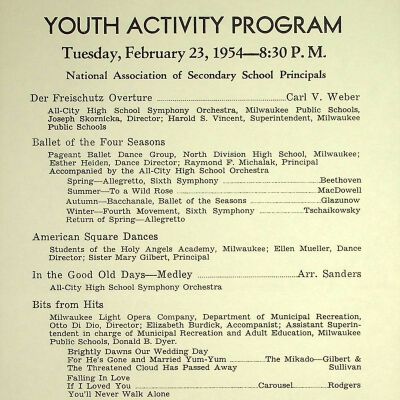 YOUTH ACTIVITY PROGRAM
Tuesday, February 23, 1954—8:30 P. M.
National Association of Secondary School Principals
Der Freischutz Overture ........ Carl V. Weber
All-City High School Symphony Orchestra, Milwaukee Public Schools,
Joseph Skornicka, Director; Harold S. Vincent, Superintendent, Milwaukee
Public Schools
Ballet of the Four Seasons
Pageant Ballet Dance Group, North Division High School, Milwaukee;
Esther Heiden, Dance Director; Raymond F. Michalak, Principal
Accompanied by the All-City High School Orchestra
Spring—Allegretto, Sixth Symphony ........ Beethoven
Summer—To a Wild Rose ........ MacDowell
Autumn—Bacchanale, Ballet of the Seasons ........ Glazunow
Winter—Fourth Movement, Sixth Symphony ........ Tschaikowsky
Return of Spring—Allegretto
American Square Dances
Students of the Holy Angels Academy, Milwaukee; Ellen Mueller, Dance
Director; Sister Mary Gilbert, Principal
In the Good Old Days—Medley ........ Arr. Sanders
All-City High School Symphony Orchestra
Bits from Hits
Milwaukee Light Opera Company, Department of Municipal Recreation,
Otto Di Dio, Director; Elizabeth Burdick, Accompanist; Assistant Superin-
tendent in charge of Municipal Recreation and Adult Education, Milwaukee
Public Schools, Donald B. Dyer.
Brightly Dawns Our Wedding Day
For He's Gone and Married Yum-Yum ........ The Mikado—Gilbert &
The Threatened Cloud Has Passed Away Sullivan
Falling In Love
If I Loved You ........ Carousel ........ Rodgers
You'll Never Walk Alone